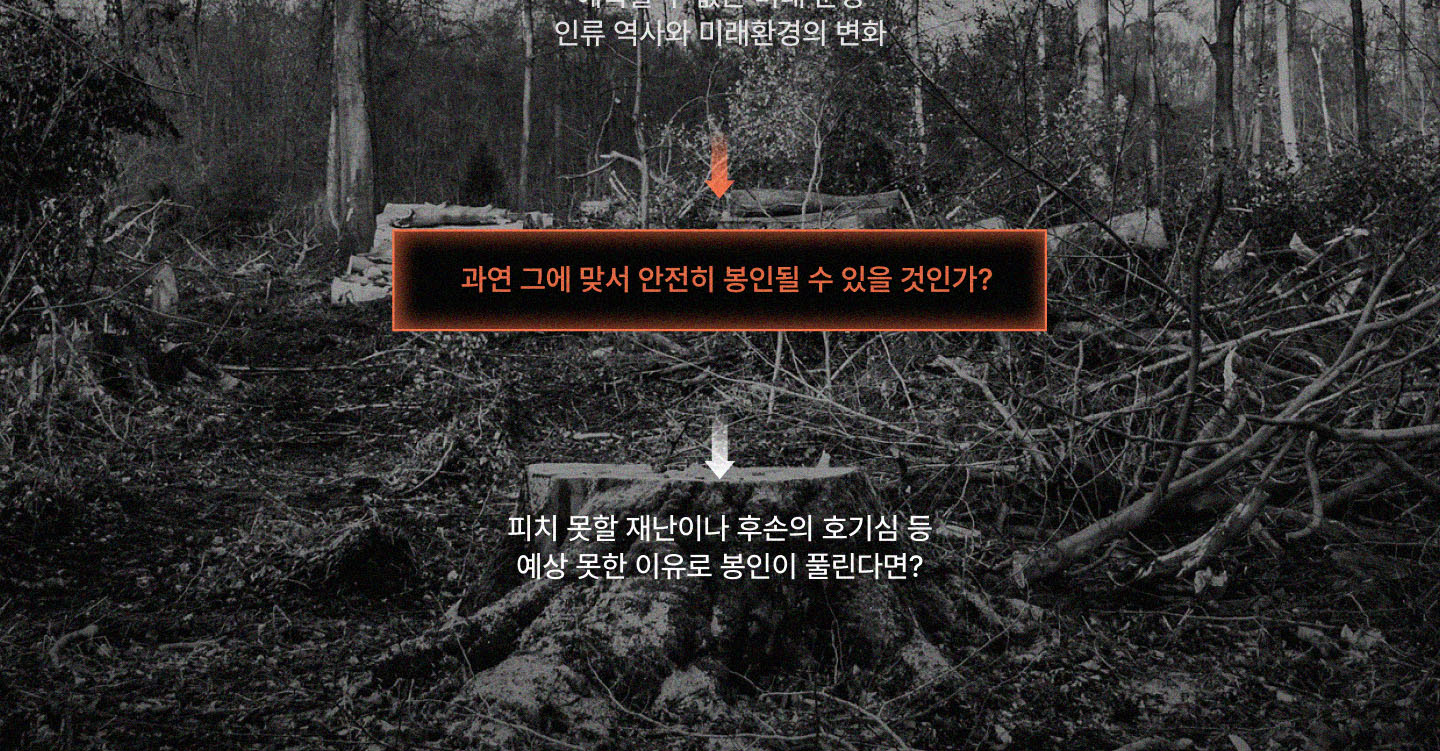 인류 역사와 미래환경의 변화
과연 그에 맞서 안전히 봉인될 수 있을 것인가?
피치 못할 재난이나 후손의 호기심 등
예상 못한 이유로 봉인이 풀린다면?